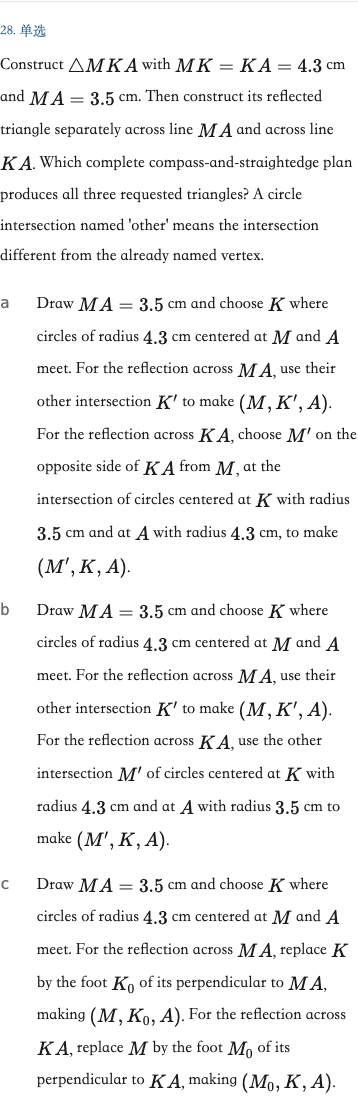 28. 单选
Construct △MKA with MK = KA = 4.3 cm
and MA = 3.5 cm. Then construct its reflected
triangle separately across line MA and across line
KA. Which complete compass-and-straightedge plan
produces all three requested triangles? A circle
intersection named 'other' means the intersection
different from the already named vertex.
a Draw MA = 3.5 cm and choose K where
circles of radius 4.3 cm centered at M and A
meet. For the reflection across MA, use their
other intersection K′ to make (M, K′, A).
For the reflection across KA, choose M′ on the
opposite side of KA from M, at the
intersection of circles centered at K with radius
3.5 cm and at A with radius 4.3 cm, to make
(M′, K, A).
b Draw MA = 3.5 cm and choose K where
circles of radius 4.3 cm centered at M and A
meet. For the reflection across MA, use their
other intersection K′ to make (M, K′, A).
For the reflection across KA, use the other
intersection M′ of circles centered at K with
radius 4.3 cm and at A with radius 3.5 cm to
make (M′, K, A).
c Draw MA = 3.5 cm and choose K where
circles of radius 4.3 cm centered at M and A
meet. For the reflection across MA, replace K
by the foot K₀ of its perpendicular to MA,
making (M, K₀, A). For the reflection across
KA, replace M by the foot M₀ of its
perpendicular to KA, making (M₀, K, A).